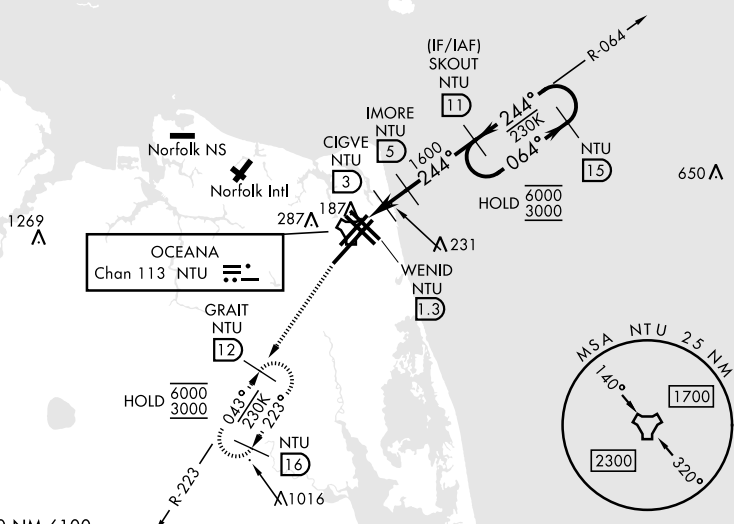 (IF/IAF)
SKOUT
NTU
11
R-064
IMORE
NTU
5
CIGVE
NTU
3
1600
244°
244°
230K
064°
NTU
15
HOLD 6000
3000
Norfolk NS
Norfolk Intl
650
1269
287
187
231
OCEANA
Chan 113 NTU
WENID
NTU
1.3
GRAIT
NTU
12
HOLD 6000
3000
043°
230K
223°
NTU
16
R-223
1016
MSA NTU 25 NM
140°
1700
2300
320°